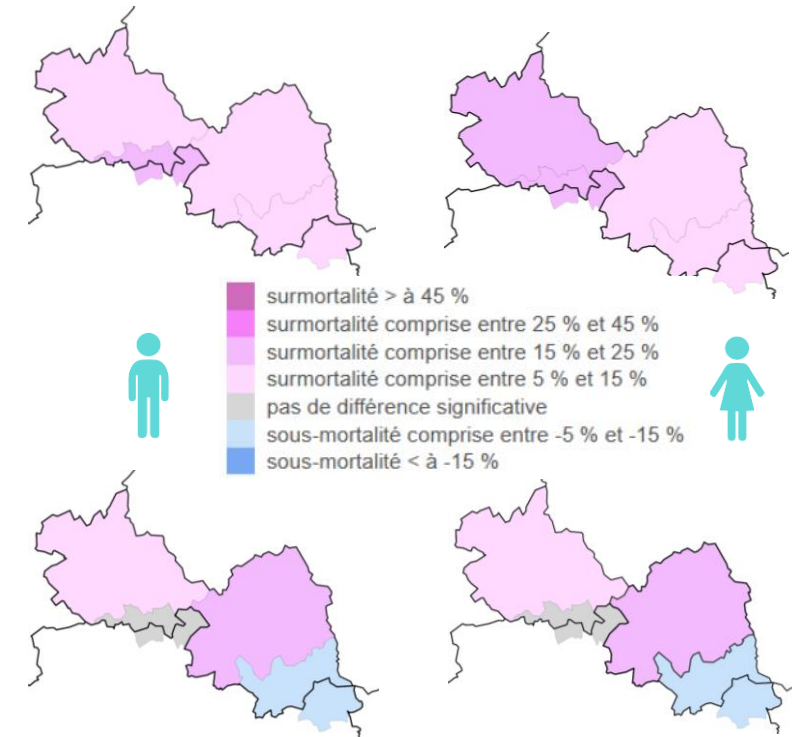 surmortalité > à 45 %
surmortalité comprise entre 25 % et 45 %
surmortalité comprise entre 15 % et 25 %
surmortalité comprise entre 5 % et 15 %
pas de différence significative
sous-mortalité comprise entre -5 % et -15 %
sous-mortalité < à -15 %